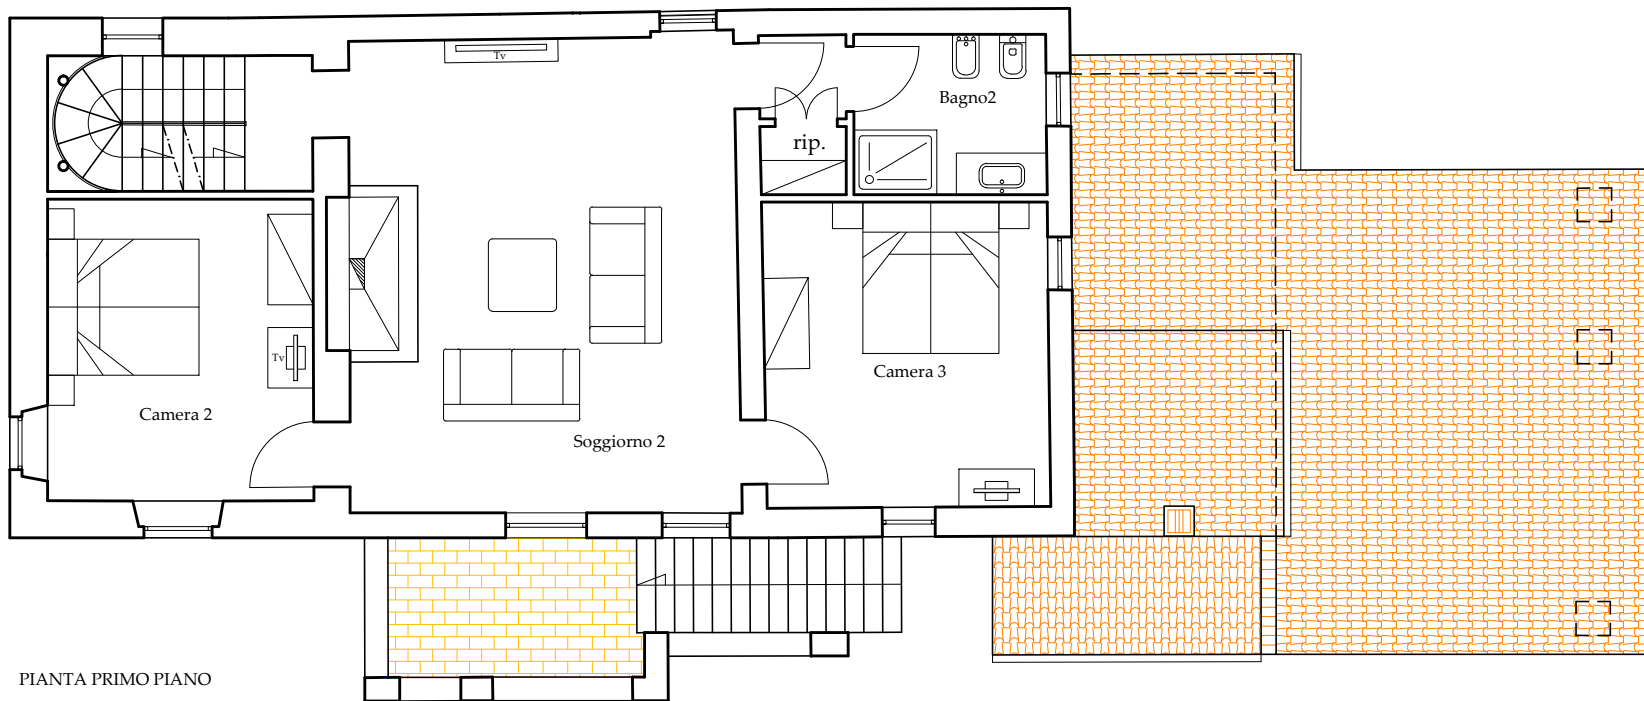 Tv
Bagno2
rip.
Tv
Camera 3
Camera 2
Soggiorno 2
PIANTA PRIMO PIANO